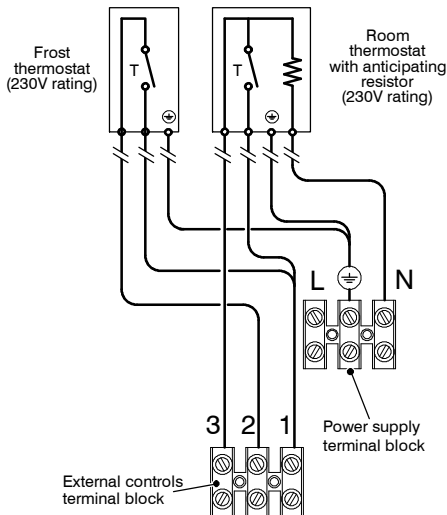 Frost
thermostat
(230V rating)
T
T
Room
thermostat
with anticipating
resistor
(230V rating)
L
N
3 2 1
Power supply
terminal block
External controls
terminal block